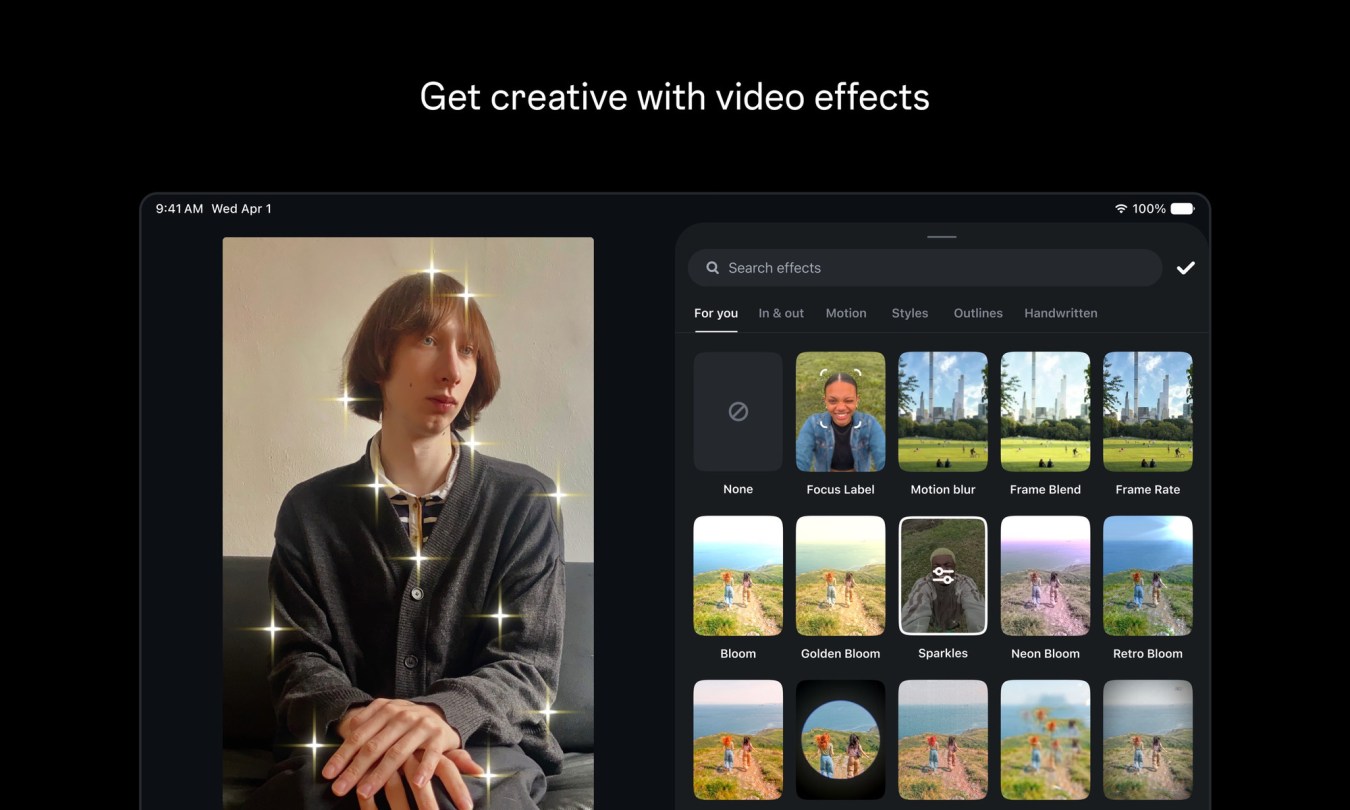 Get creative with video effects
9:41 AM Wed Apr 1
100%
Search effects
For you In & out Motion Styles Outlines Handwritten
None Focus Label Motion blur Frame Blend Frame Rate
Bloom Golden Bloom Sparkles Neon Bloom Retro Bloom